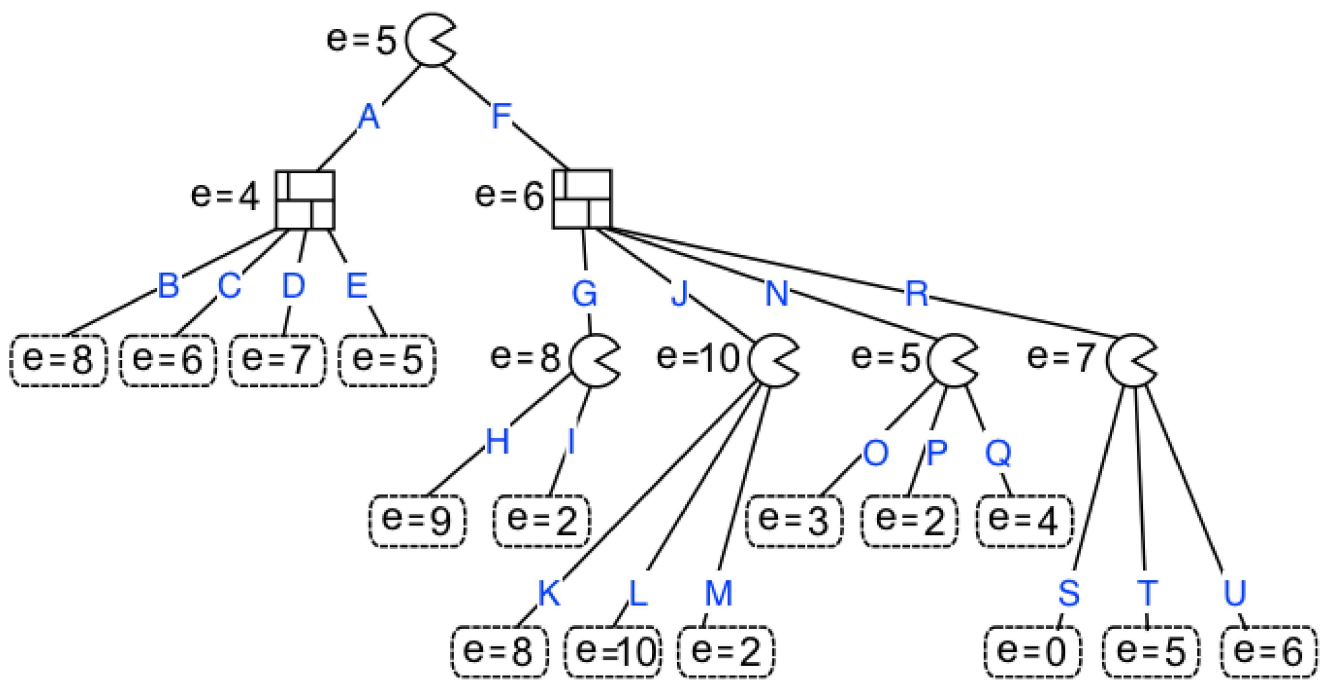 e=5
A F
e=4 e=6
B C D E G J N R
e=8 e=6 e=7 e=5 e=8 e=10 e=5 e=7
H I O P Q
e=9 e=2 e=3 e=2 e=4
K L M S T U
e=8 e=10 e=2 e=0 e=5 e=6